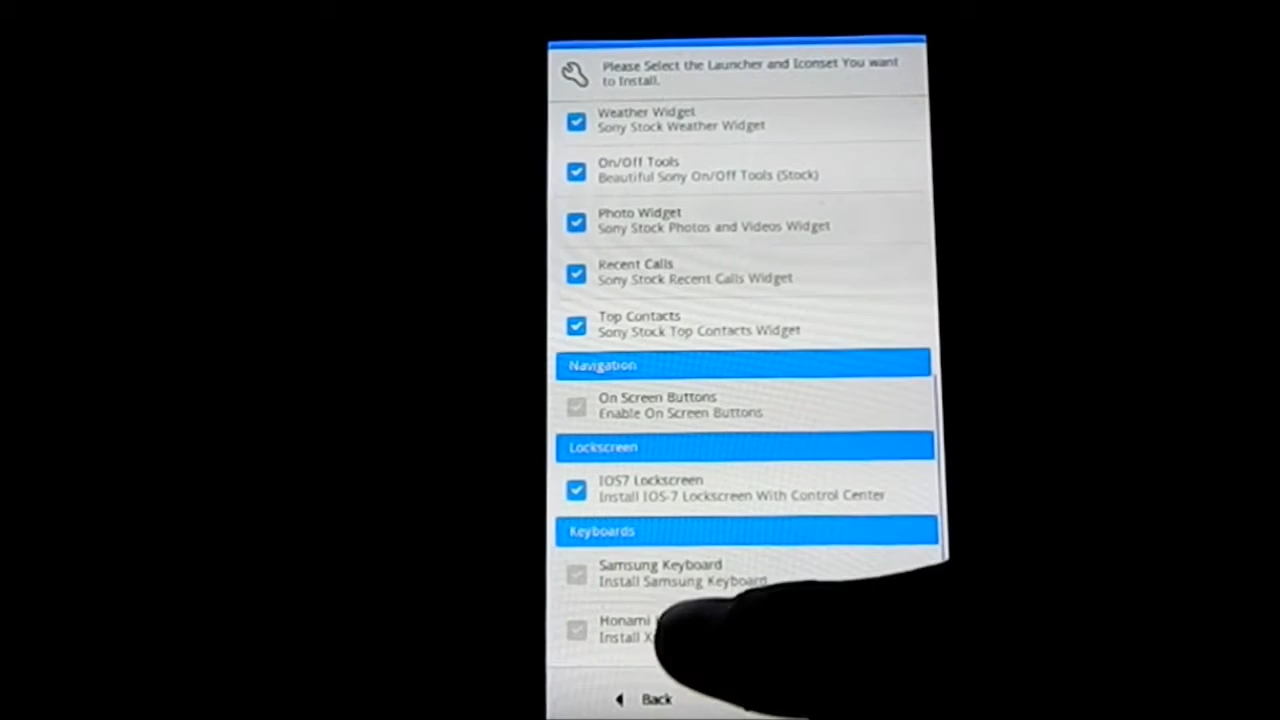 Please Select the Launcher and Iconset You want
to Install.
Weather Widget
Sony Stock Weather Widget
On/Off Tools
Beautiful Sony On/Off Tools (Stock)
Photo Widget
Sony Stock Photos and Videos Widget
Recent Calls
Sony Stock Recent Calls Widget
Top Contacts
Sony Stock Top Contacts Widget
Navigation
On Screen Buttons
Enable On Screen Buttons
Lockscreen
IOS7 Lockscreen
Install IOS-7 Lockscreen With Control Center
Keyboards
Samsung Keyboard
Install Samsung Keyboard
Honami
Install
Back